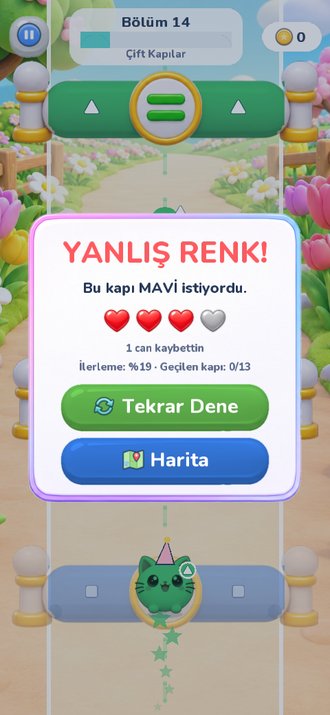 Bölüm 14
0
Çift Kapılar
YANLIŞ RENK!
Bu kapı MAVİ istiyordu.
1 can kaybettin
İlerleme: %19 · Geçilen kapı: 0/13
Tekrar Dene
Harita